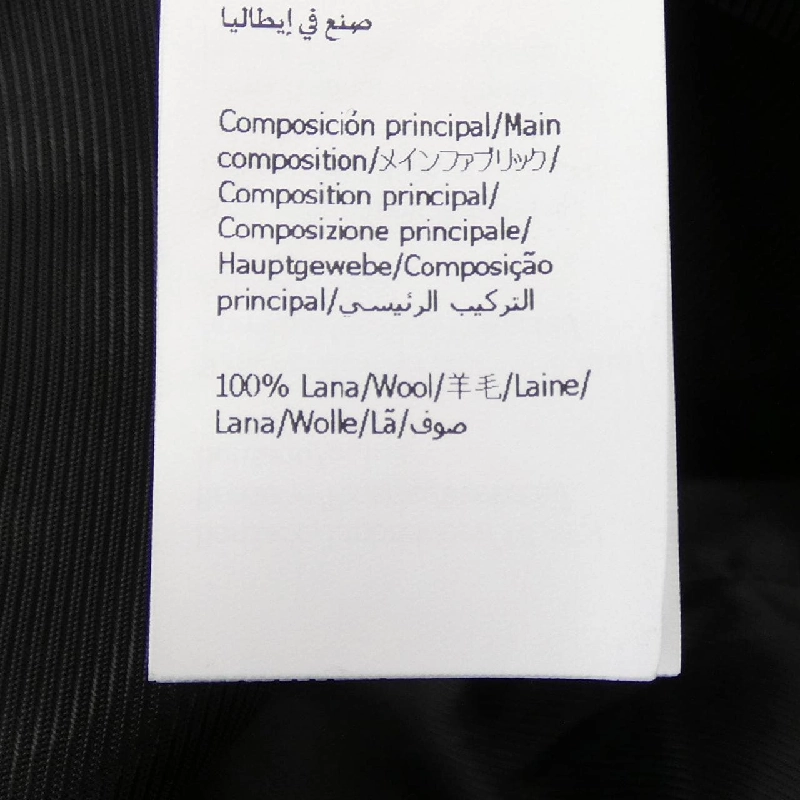 صنع في إيطاليا
Composición principal/Main
composition/メインファブリック/
Composition principal/
Composizione principale/
Hauptgewebe/Composição
principal/التركيب الرئيسي
100% Lana/Wool/羊毛/Laine/
Lana/Wolle/Lã/صوف